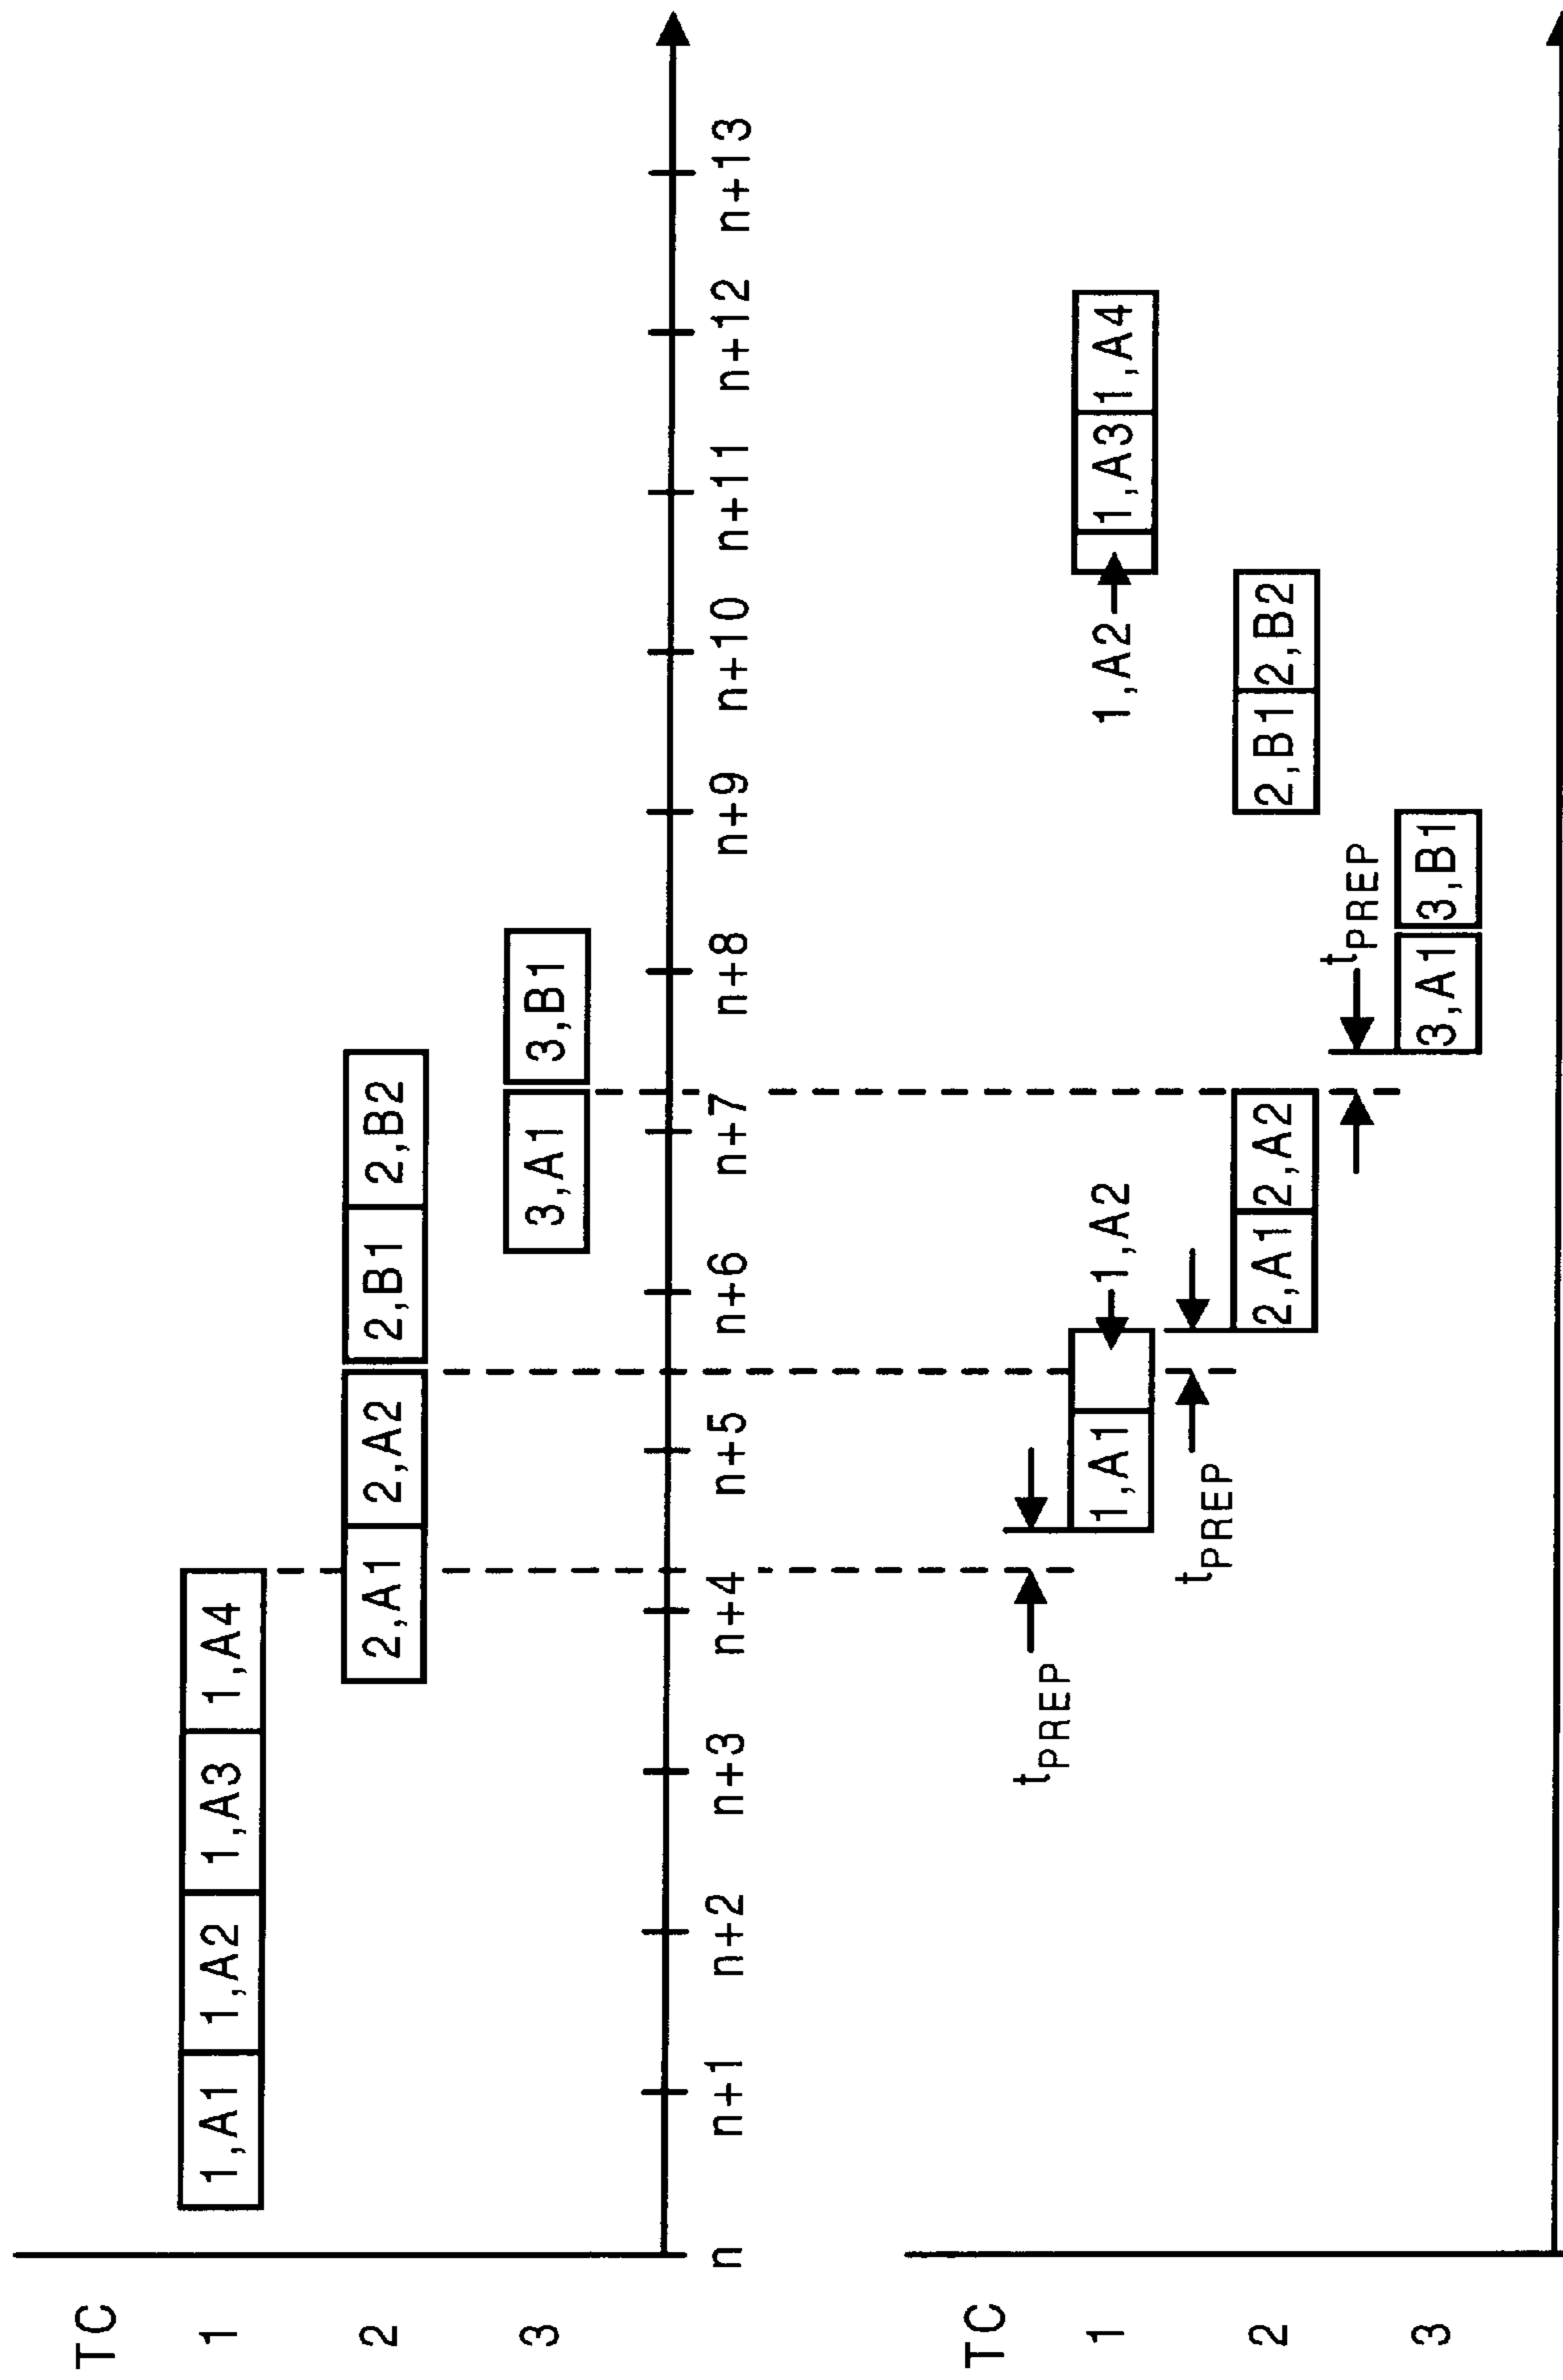 TC
1
1,A1 1,A2 1,A3 1,A4
2
2,A1 2,A2 2,B1 2,B2
3
3,A1 3,B1
n n+1 n+2 n+3 n+4 n+5 n+6 n+7 n+8 n+9 n+10 n+11 n+12 n+13
TC
tPREP
1
1,A1 1,A2 1,A2 1,A3 1,A4
tPREP
2
2,A1 2,A2 2,B1 2,B2
tPREP
3
3,A1 3,B1